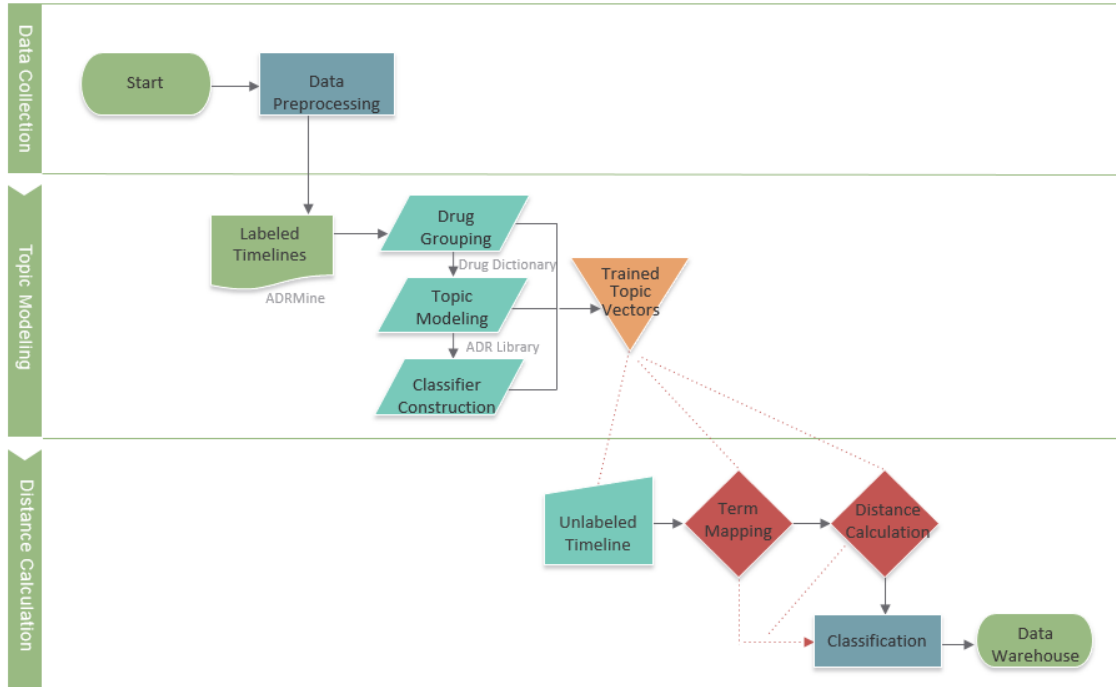 Data Collection
Start
Data
Preprocessing
Topic Modeling
Labeled
Timelines
ADRMine
Drug
Grouping
Drug Dictionary
Topic
Modeling
ADR Library
Classifier
Construction
Trained
Topic
Vectors
Distance Calculation
Unlabeled
Timeline
Term
Mapping
Distance
Calculation
Classification
Data
Warehouse